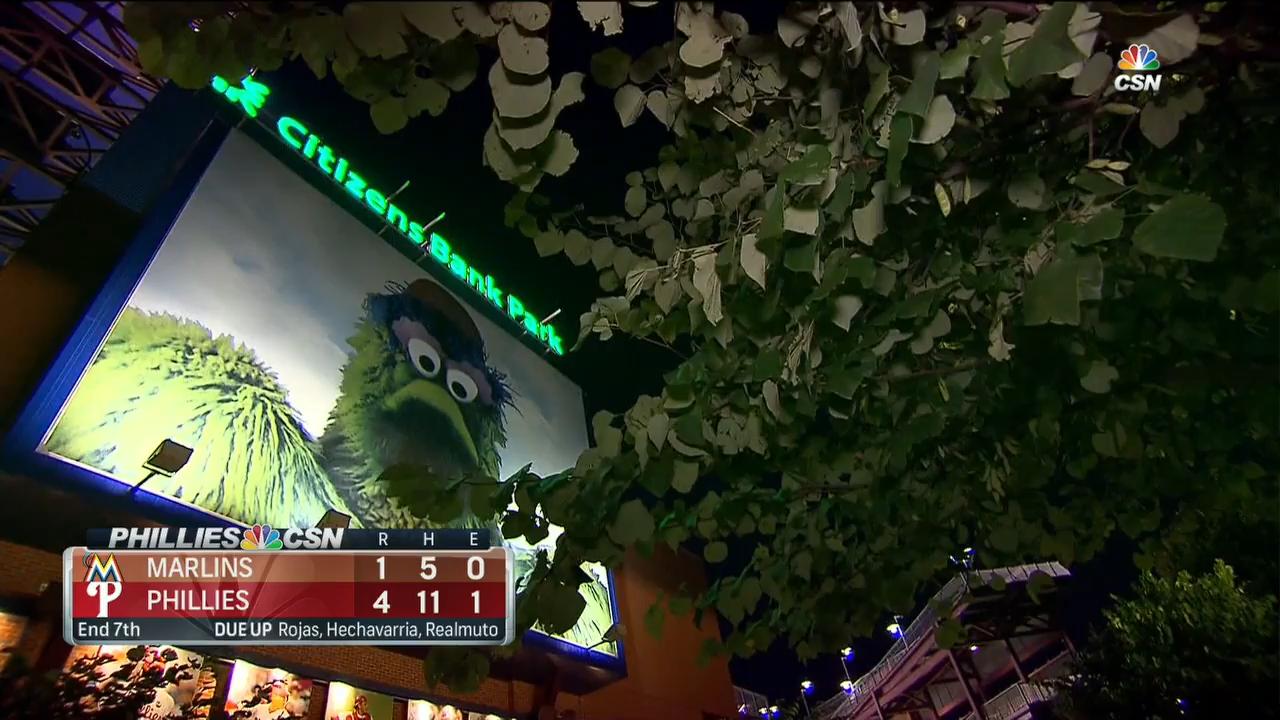 CSN
Citizens Bank Park
PHILLIES CSN R H E
MARLINS 1 5 0
PHILLIES 4 11 1
End 7th DUE UP Rojas, Hechavarria, Realmuto